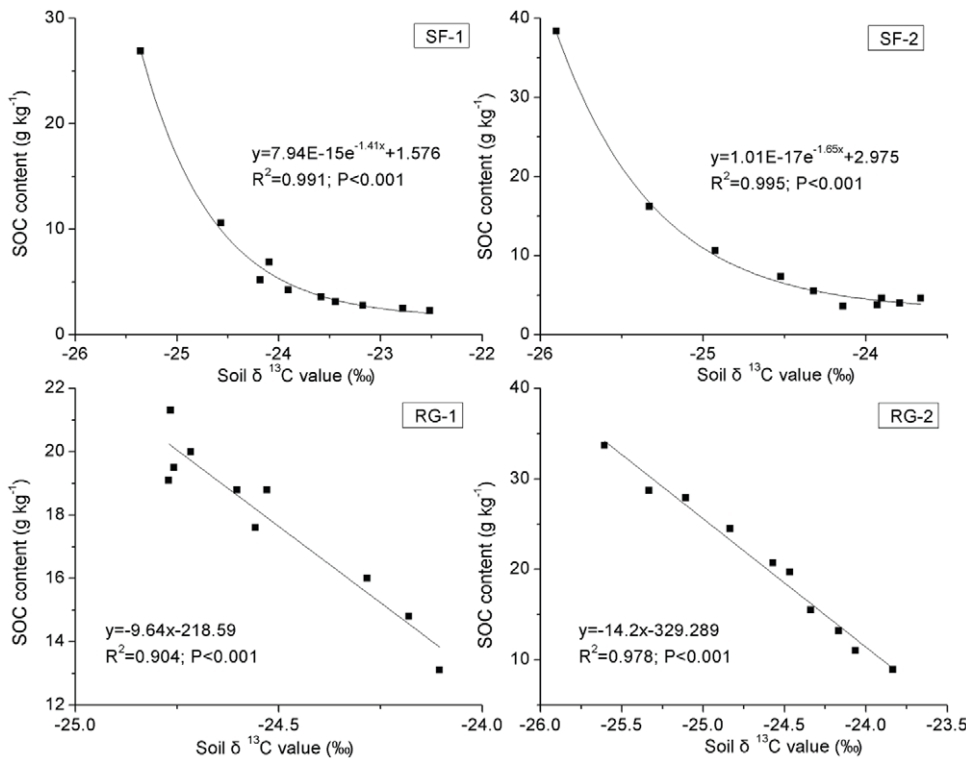 SF-1
30
20
10
0
SOC content (g kg-1)
y=7.94E-15e-1.41x+1.576
R2=0.991; P<0.001
-26
-25
-24
-23
-22
Soil δ 13C value (‰)
SF-2
40
30
20
10
0
SOC content (g kg-1)
y=1.01E-17e-1.65x+2.975
R2=0.995; P<0.001
-26
-25
-24
Soil δ 13C value (‰)
RG-1
22
21
20
19
18
17
16
15
14
13
12
SOC content (g kg-1)
y=-9.64x-218.59
R2=0.904; P<0.001
-25.0
-24.5
-24.0
Soil δ 13C value (‰)
RG-2
40
30
20
10
SOC content (g kg-1)
y=-14.2x-329.289
R2=0.978; P<0.001
-26.0
-25.5
-25.0
-24.5
-24.0
-23.5
Soil δ 13C value (‰)